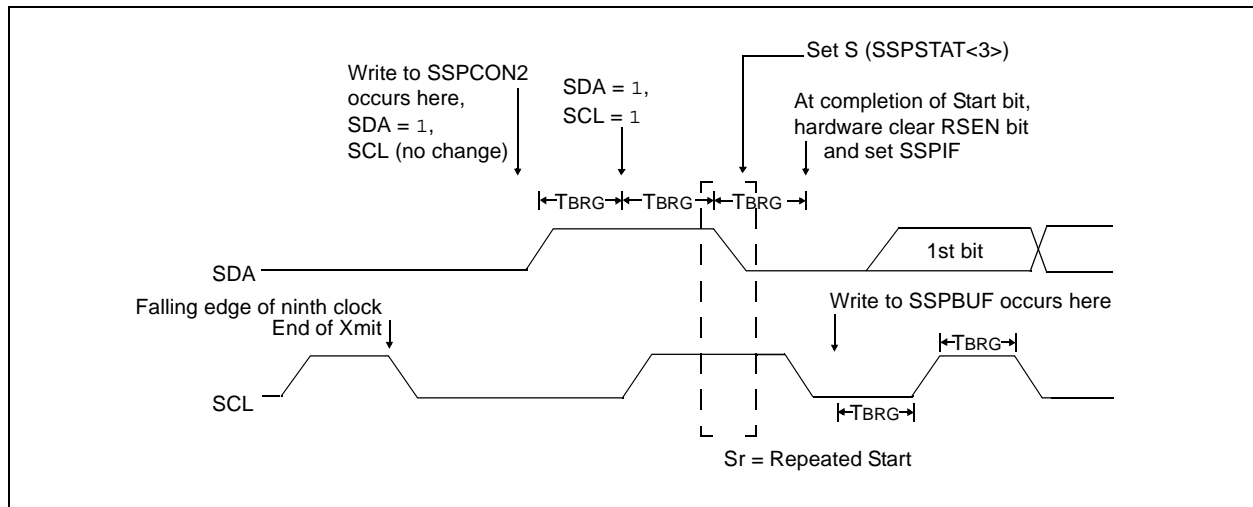 Set S (SSPSTAT<3>)
Write to SSPCON2
occurs here,
SDA = 1,
SCL (no change)
SDA = 1,
SCL = 1
At completion of Start bit,
hardware clear RSEN bit
and set SSPIF
TBRG
TBRG
TBRG
SDA
1st bit
Falling edge of ninth clock
End of Xmit
Write to SSPBUF occurs here
TBRG
SCL
TBRG
Sr = Repeated Start